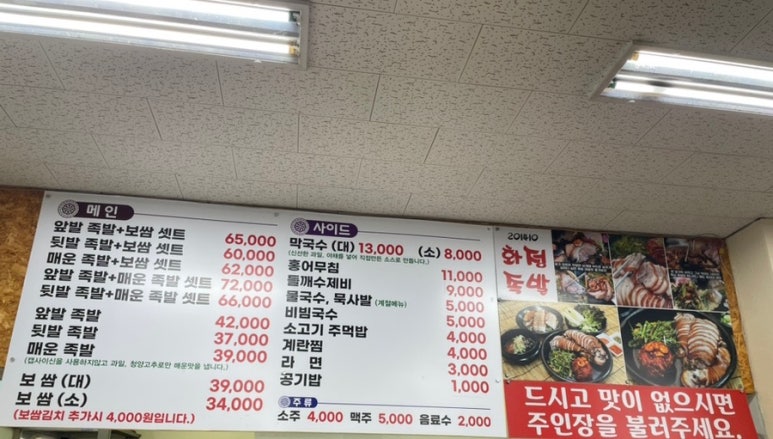 메인
앞발 족발+보쌈 셋트 65,000
뒷발 족발+보쌈 셋트 60,000
매운 족발+보쌈 셋트 62,000
앞발 족발+매운 족발 셋트 72,000
뒷발 족발+매운 족발 셋트 66,000
앞발 족발 42,000
뒷발 족발 37,000
매운 족발 39,000
(캡사이신을 사용하지않고 과일, 청양고추로만 매운맛을 냅니다.)
보쌈 (대) 39,000
보쌈 (소) 34,000
(보쌈김치 추가시 4,000원입니다.)
사이드
막국수 (대) 13,000 (소) 8,000
(신선한 과일, 야채를 넣어 직접만든 소스로 만듭니다.)
홍어무침 11,000
들깨수제비 9,000
물국수, 묵사발 (계절메뉴) 5,000
비빔국수 5,000
소고기 주먹밥 4,000
계란찜 4,000
라면 3,000
공기밥 1,000
주류
소주 4,000 맥주 5,000 음료수 2,000
족발
드시고 맛이 없으시면
주인장을 불러주세요.